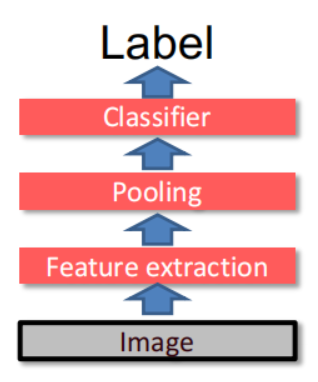 Label
Classifier
Pooling
Feature extraction
Image